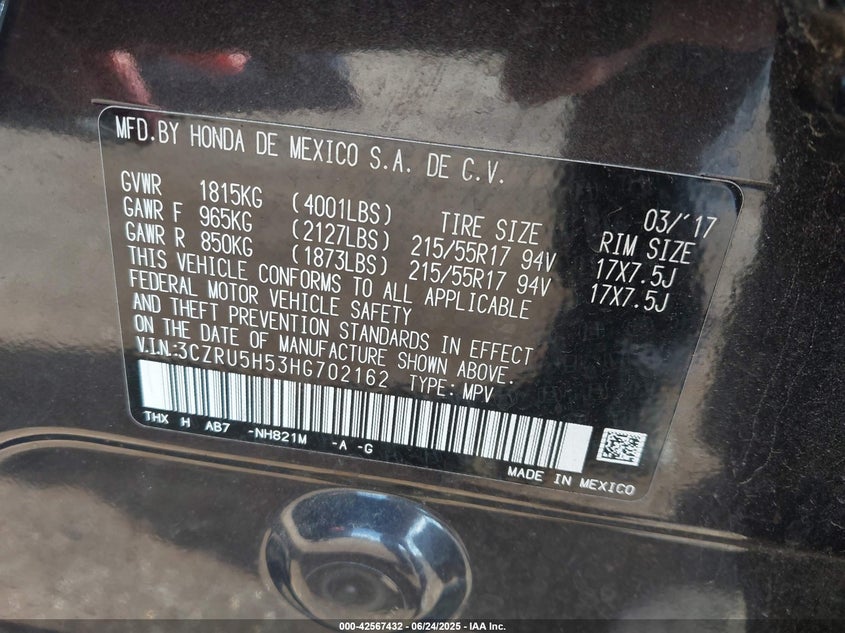 MFD.BY HONDA DE MEXICO S.A. DE C.V.
03/'17
GVWR 1815KG (4001LBS) TIRE SIZE RIM SIZE
GAWR F 965KG (2127LBS) 215/55R17 94V 17X7.5J
GAWR R 850KG (1873LBS) 215/55R17 94V 17X7.5J
THIS VEHICLE CONFORMS TO ALL APPLICABLE
FEDERAL MOTOR VEHICLE SAFETY
AND THEFT PREVENTION STANDARDS IN EFFECT
ON THE DATE OF MANUFACTURE SHOWN ABOVE.
V.I.N:3CZRU5H53HG702162 TYPE: MPV
THX H AB7 -NH821M -A -G
MADE IN MEXICO
000-42567432 - 06/24/2025 - IAA Inc.